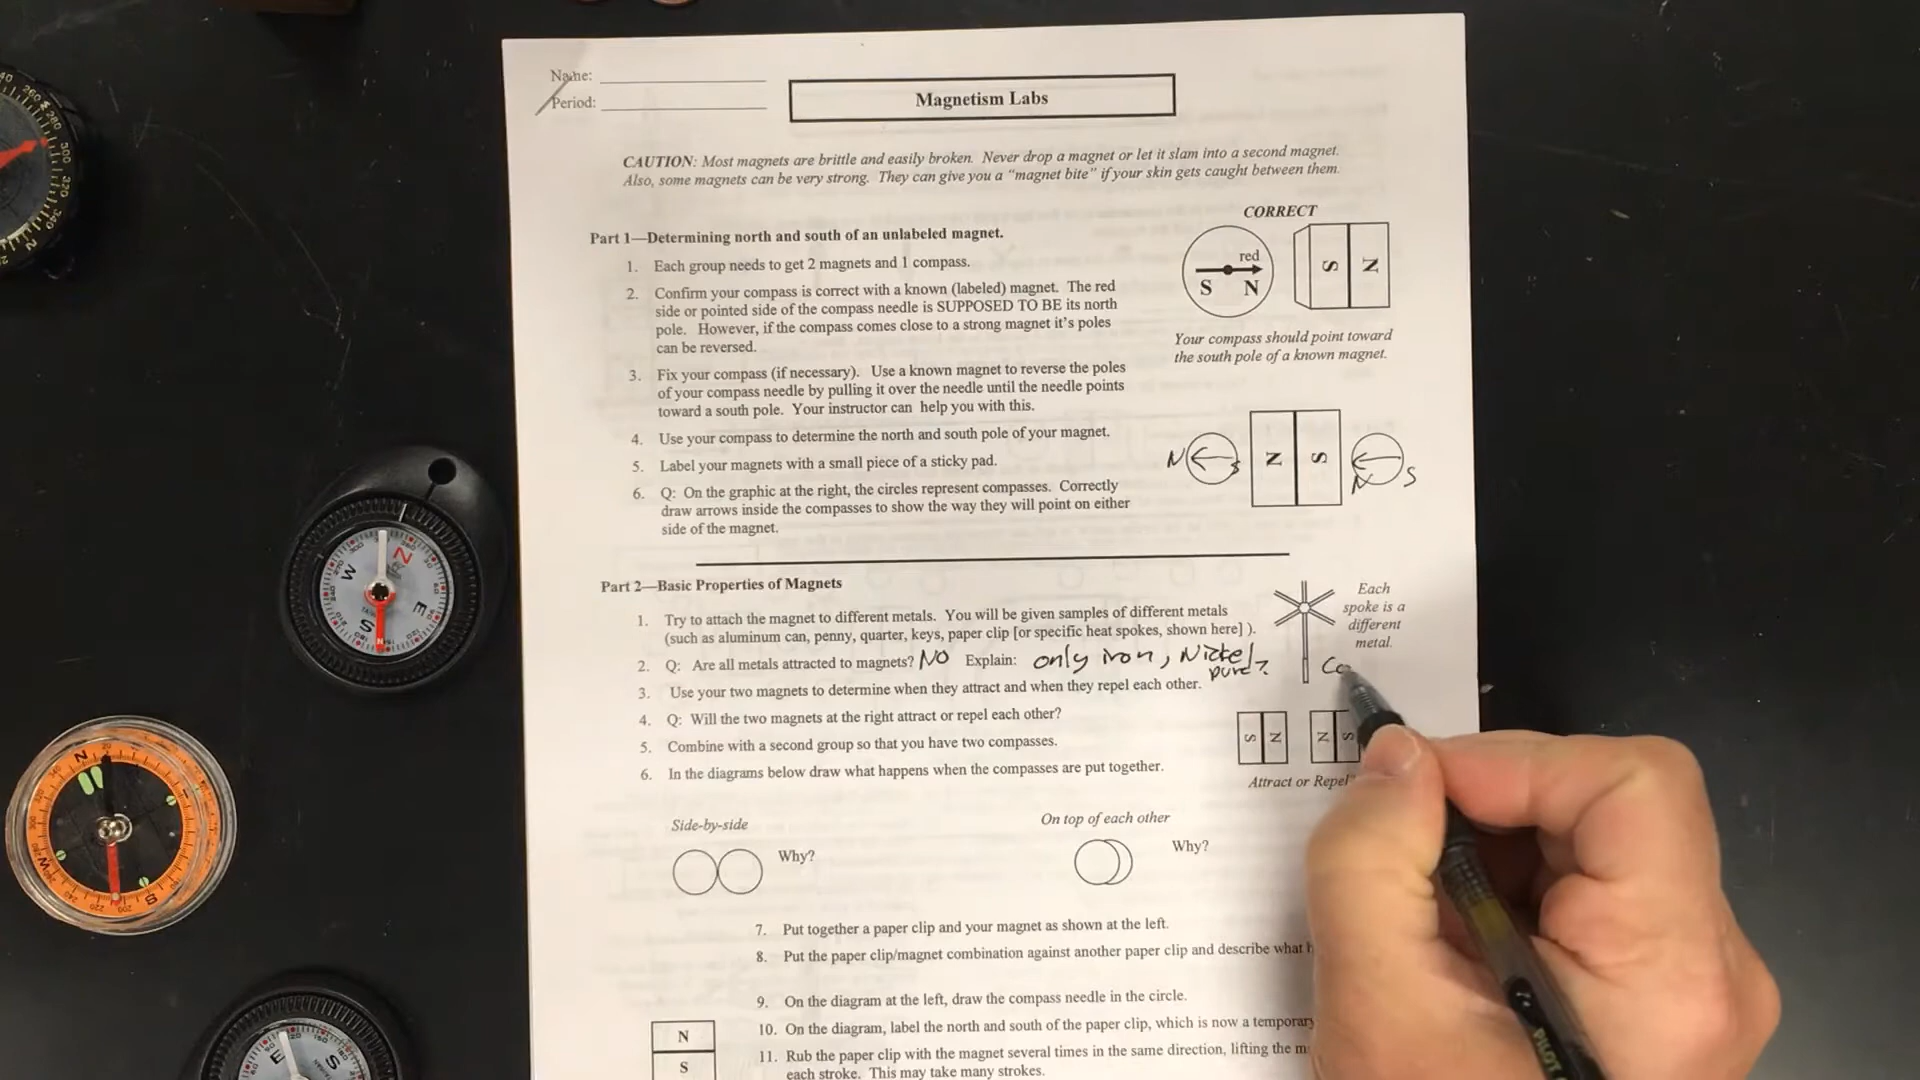 Name:
Period:
Magnetism Labs
CAUTION: Most magnets are brittle and easily broken. Never drop a magnet or let it slam into a second magnet.
Also, some magnets can be very strong. They can give you a "magnet bite" if your skin gets caught between them.
CORRECT
Part 1—Determining north and south of an unlabeled magnet.
1. Each group needs to get 2 magnets and 1 compass.
2. Confirm your compass is correct with a known (labeled) magnet. The red
side or pointed side of the compass needle is SUPPOSED TO BE its north
pole. However, if the compass comes close to a strong magnet it's poles
can be reversed.
red
S N
S N
Your compass should point toward
the south pole of a known magnet.
3. Fix your compass (if necessary). Use a known magnet to reverse the poles
of your compass needle by pulling it over the needle until the needle points
toward a south pole. Your instructor can help you with this.
4. Use your compass to determine the north and south pole of your magnet.
5. Label your magnets with a small piece of a sticky pad.
6. Q: On the graphic at the right, the circles represent compasses. Correctly
draw arrows inside the compasses to show the way they will point on either
side of the magnet.
N S N S N S
Part 2—Basic Properties of Magnets
1. Try to attach the magnet to different metals. You will be given samples of different metals
(such as aluminum can, penny, quarter, keys, paper clip [or specific heat spokes, shown here] ).
Each
spoke is a
different
metal.
2. Q: Are all metals attracted to magnets? NO Explain: only iron, Nickel
Co
3. Use your two magnets to determine when they attract and when they repel each other.
4. Q: Will the two magnets at the right attract or repel each other?
5. Combine with a second group so that you have two compasses.
6. In the diagrams below draw what happens when the compasses are put together.
S N N S
Attract or Repel
Side-by-side
Why?
On top of each other
Why?
7. Put together a paper clip and your magnet as shown at the left.
8. Put the paper clip/magnet combination against another paper clip and describe what
9. On the diagram at the left, draw the compass needle in the circle.
10. On the diagram, label the north and south of the paper clip, which is now a temporary
11. Rub the paper clip with the magnet several times in the same direction, lifting the
each stroke. This may take many strokes.
N
S
N
E
S
W
N
S
W
E
S
N
PILOT